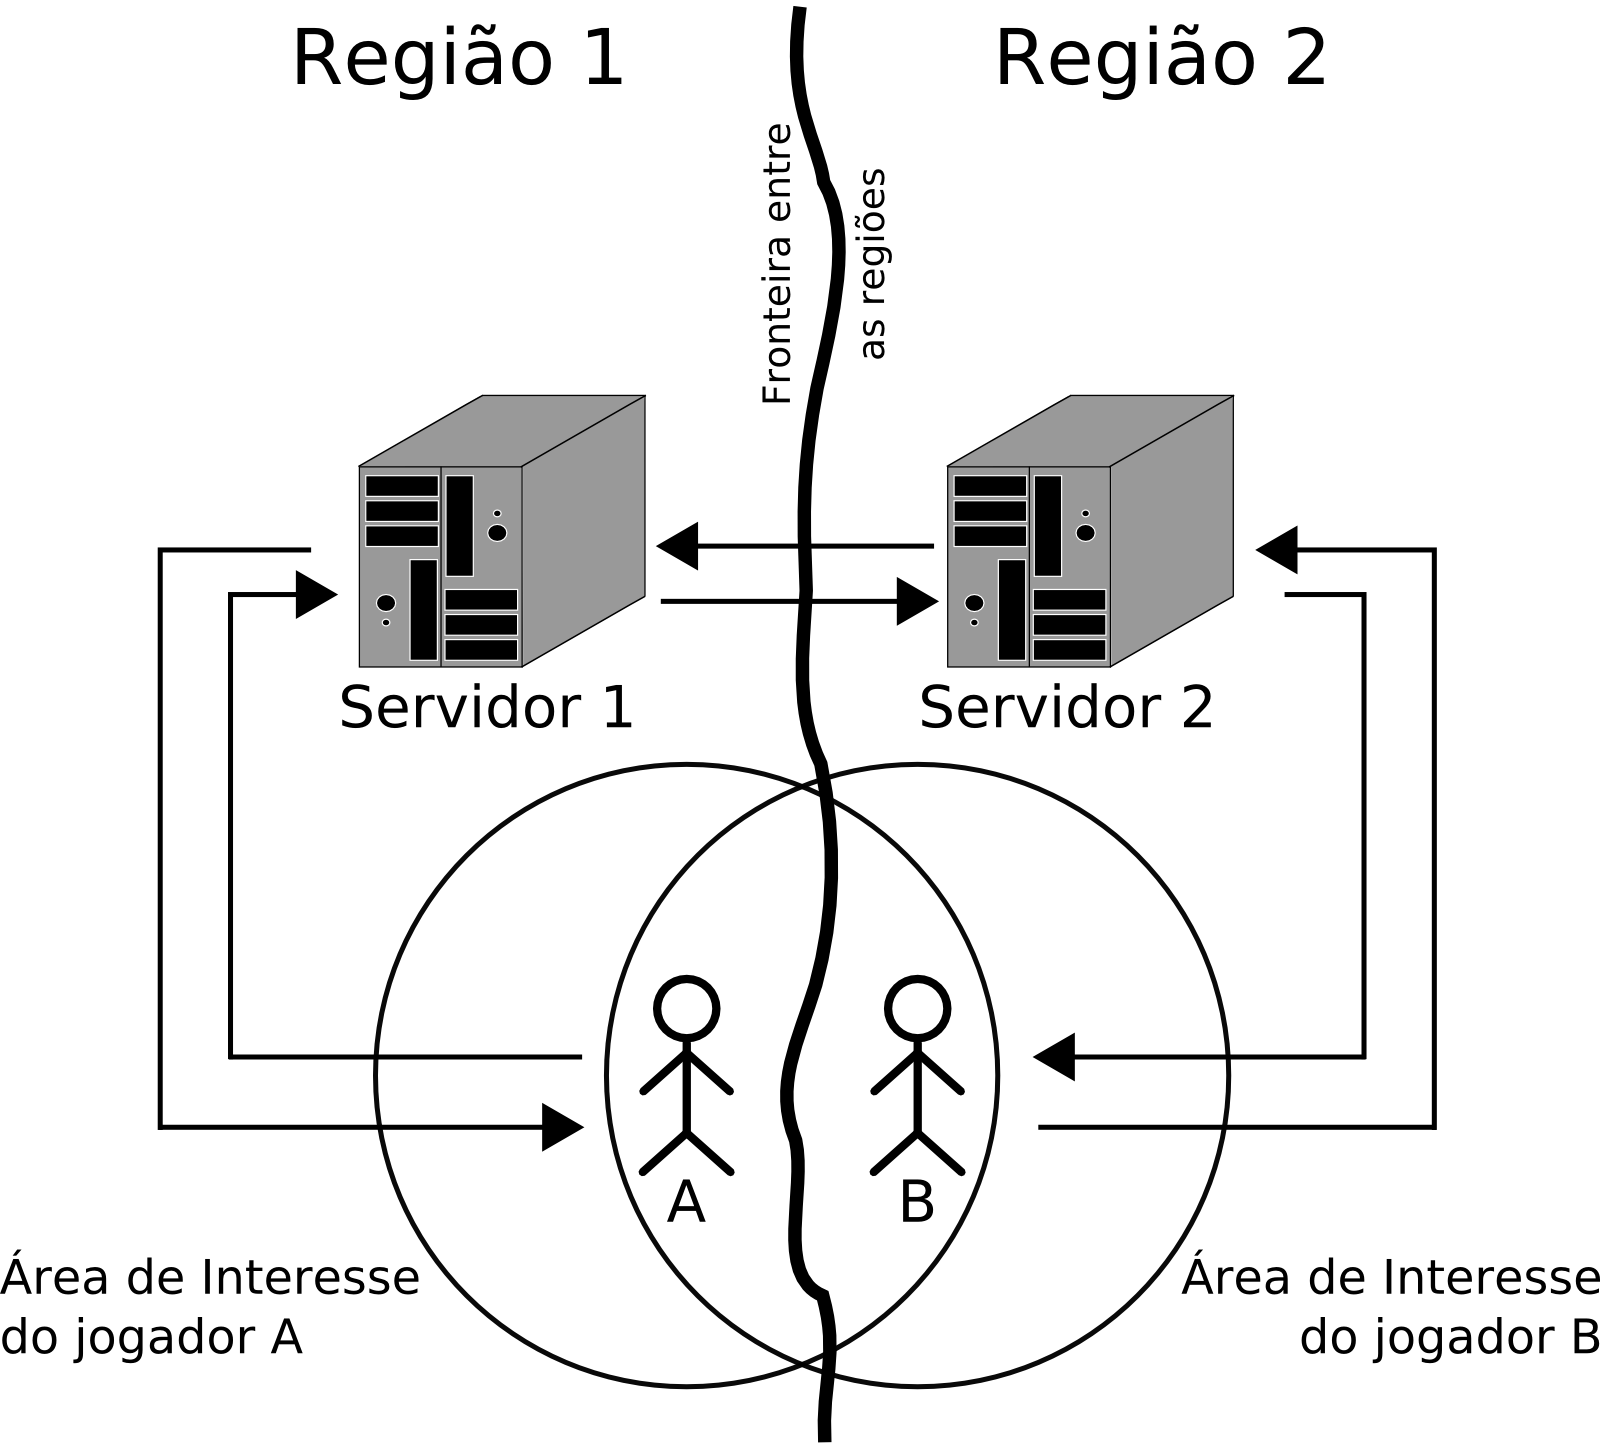 Região 1
Região 2
Fronteira entre
as regiões
Servidor 1
Servidor 2
A
B
Área de Interesse
do jogador A
Área de Interesse
do jogador B